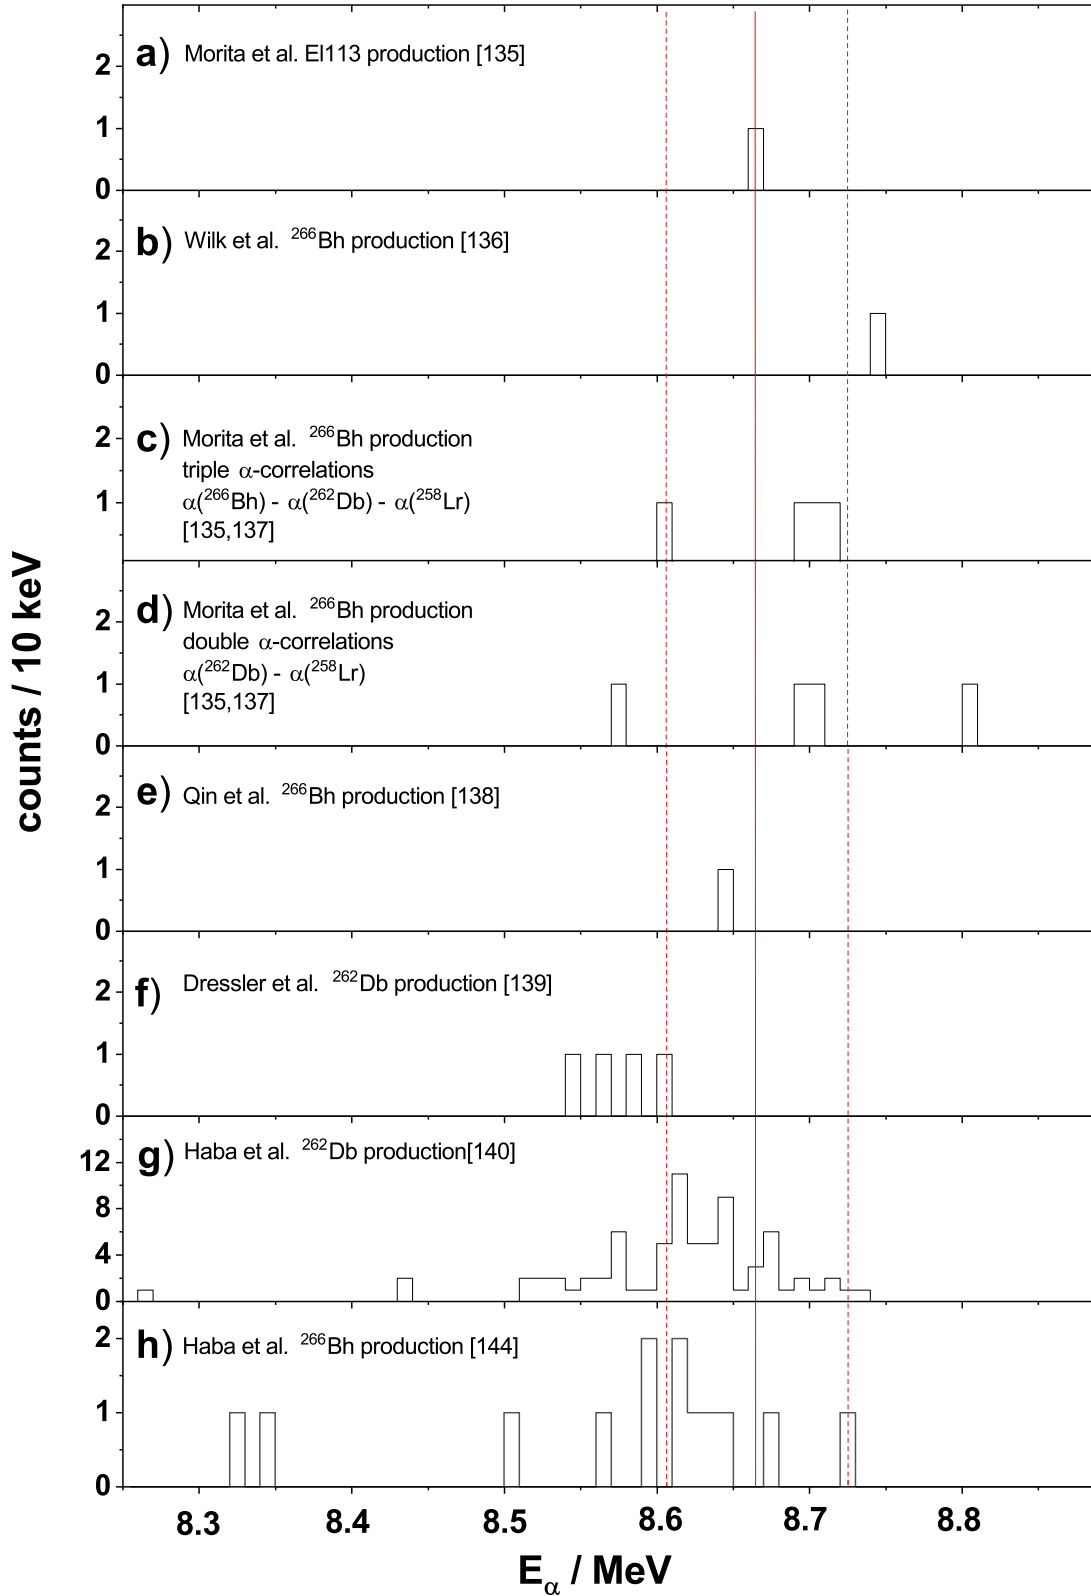 a) Morita et al. El113 production [135]
2
1
0
b) Wilk et al. ²⁶⁶Bh production [136]
2
1
0
c) Morita et al. ²⁶⁶Bh production
triple α-correlations
α(²⁶⁶Bh) - α(²⁶²Db) - α(²⁵⁸Lr)
[135,137]
2
1
d) Morita et al. ²⁶⁶Bh production
double α-correlations
α(²⁶²Db) - α(²⁵⁸Lr)
[135,137]
2
1
0
e) Qin et al. ²⁶⁶Bh production [138]
2
1
0
f) Dressler et al. ²⁶²Db production [139]
2
1
0
g) Haba et al. ²⁶²Db production[140]
12
8
4
0
h) Haba et al. ²⁶⁶Bh production [144]
2
1
0
counts / 10 keV
8.3 8.4 8.5 8.6 8.7 8.8
Eα / MeV